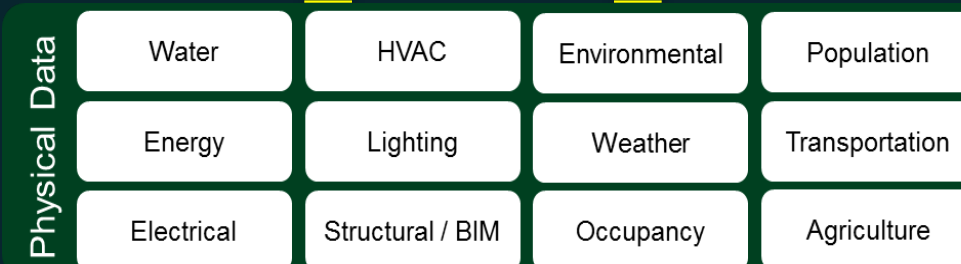 Physical Data
Water
HVAC
Environmental
Population
Energy
Lighting
Weather
Transportation
Electrical
Structural / BIM
Occupancy
Agriculture